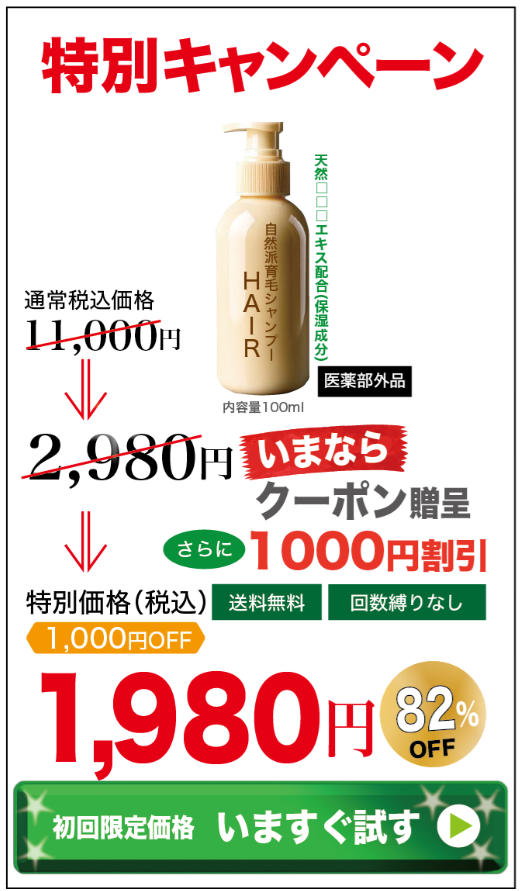 特別キャンペーン
天然□□□エキス配合(保湿成分)
自然派育毛シャンプー
HAIR
通常税込価格
11,000円
医薬部外品
内容量100ml
2,980円
いまなら
クーポン贈呈
さらに
1000円割引
特別価格(税込)
送料無料
回数縛りなし
1,000円OFF
1,980円
82%
OFF
初回限定価格 いますぐ試す